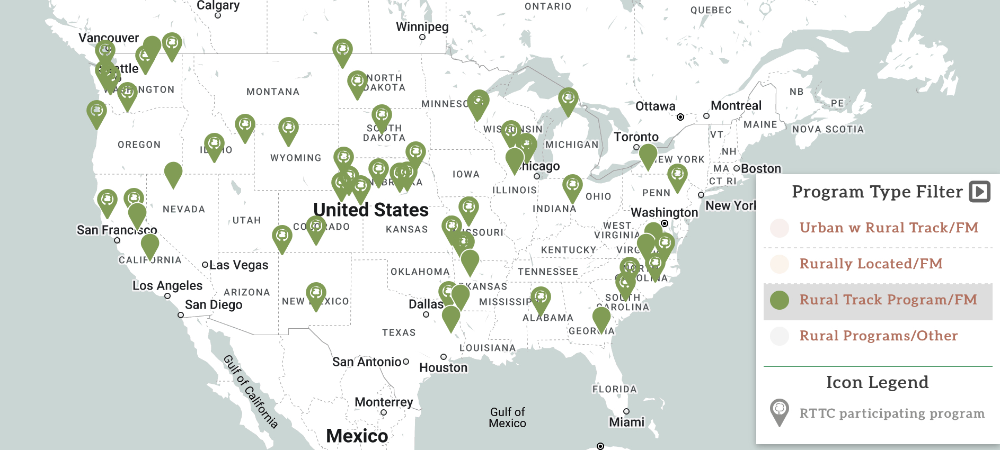 Calgary
ONTARIO
QUEBEC
Winnipeg
Vancouver
NORTH
DAKOTA
MONTANA
NB
PE
Ottawa
Montreal
MAINE
NOVA SCOTIA
SOUTH
DAKOTA
WISCONSIN
MICHIGAN
Toronto
VT
OREGON
NH
WYOMING
MA
Boston
CT RI
IOWA
ILLINOIS
OHIO
PENN
NEVADA
United States
INDIANA
New York
UTAH
Washington
KANSAS
WEST
VIRGINIA
San Francisco
KENTUCKY
CALIFORNIA
Las Vegas
OKLAHOMA
TENNESSEE
NORTH
CAROLINA
Los Angeles
ARIZONA
San Diego
Dallas
SOUTH
CAROLINA
ALABAMA
TEXAS
GEORGIA
LOUISIANA
San Antonio
Houston
Gulf of California
FLORIDA
Monterrey
Gulf of
Mexico
Miami
Mexico
Program Type Filter
Urban w Rural Track/FM
Rurally Located/FM
Rural Track Program/FM
Rural Programs/Other
Icon Legend
RTTC participating program